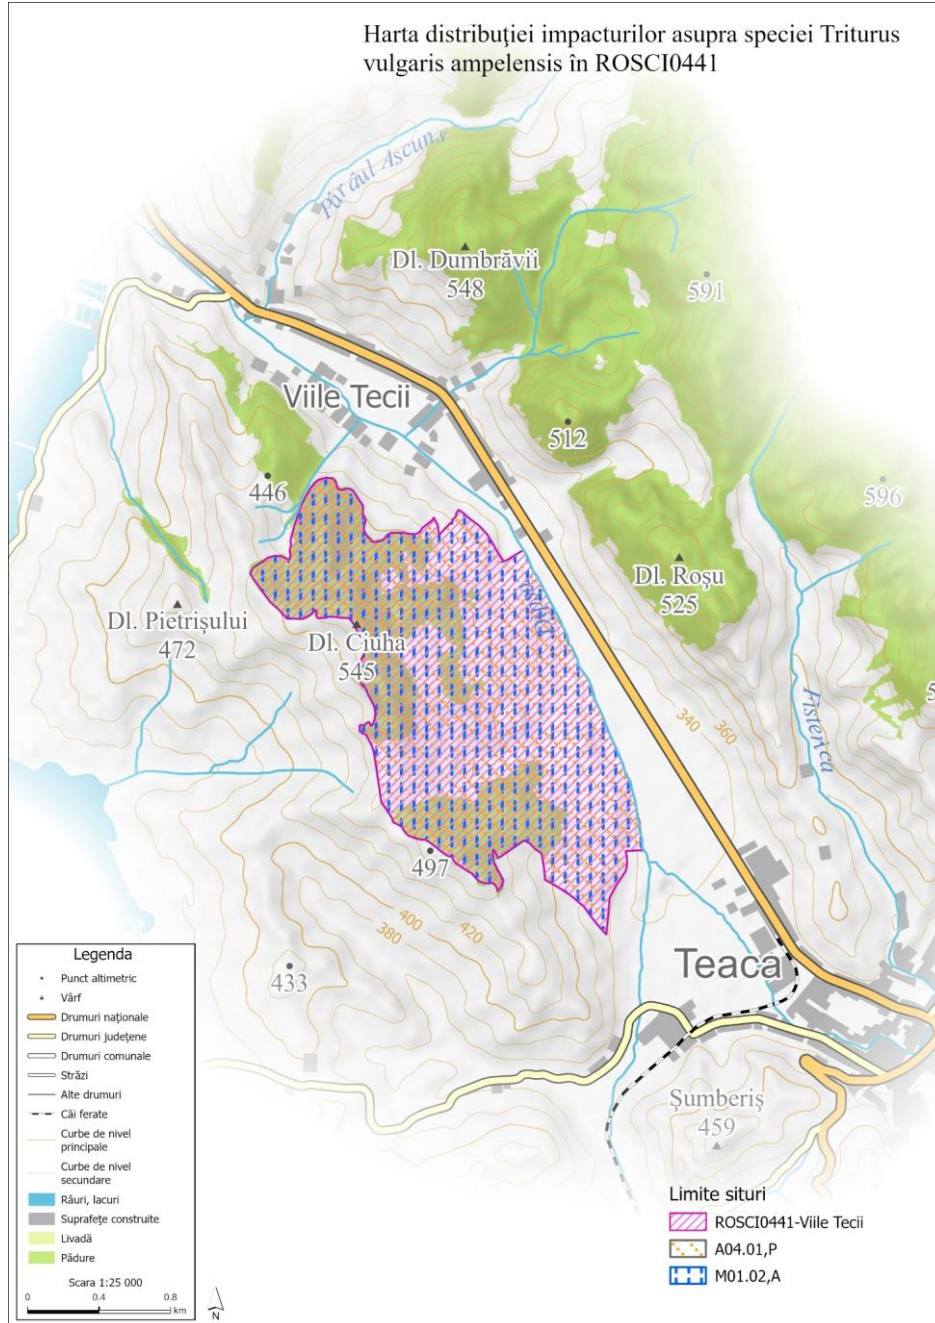 Harta distribuţiei impacturilor asupra speciei Triturus
vulgaris ampelensis în ROSCI0441
Pârâul Ascuns
Dl. Dumbrăvii
548
591
Viile Tecii
512
446
596
Dl. Roşu
525
Dl. Pietrişului
472
Dl. Ciuha
545
340
360
Fisterica
497
400
380
420
433
Teaca
Şumberiş
459
Legenda
Punct altimetric
Vârf
Drumuri naţionale
Drumuri judeţene
Drumuri comunale
Străzi
Alte drumuri
Căi ferate
Curbe de nivel
principale
Curbe de nivel
secundare
Râuri, lacuri
Suprafeţe construite
Livadă
Pădure
Scara 1:25 000
0 0.4 0.8
km
N
Limite situri
ROSCI0441-Viile Tecii
A04.01,P
M01.02,A